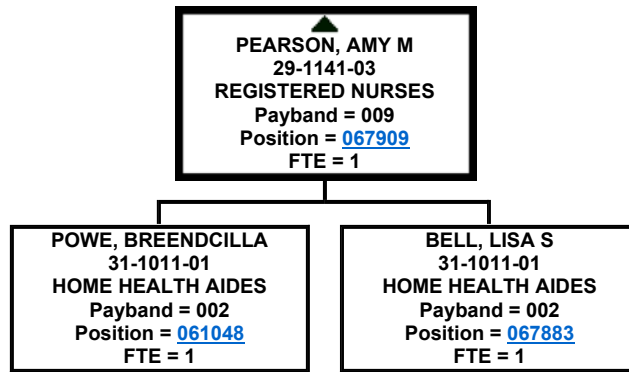 PEARSON, AMY M
29-1141-03
REGISTERED NURSES
Payband = 009
Position = 067909
FTE = 1
POWE, BREENDCILLA
31-1011-01
HOME HEALTH AIDES
Payband = 002
Position = 061048
FTE = 1
BELL, LISA S
31-1011-01
HOME HEALTH AIDES
Payband = 002
Position = 067883
FTE = 1